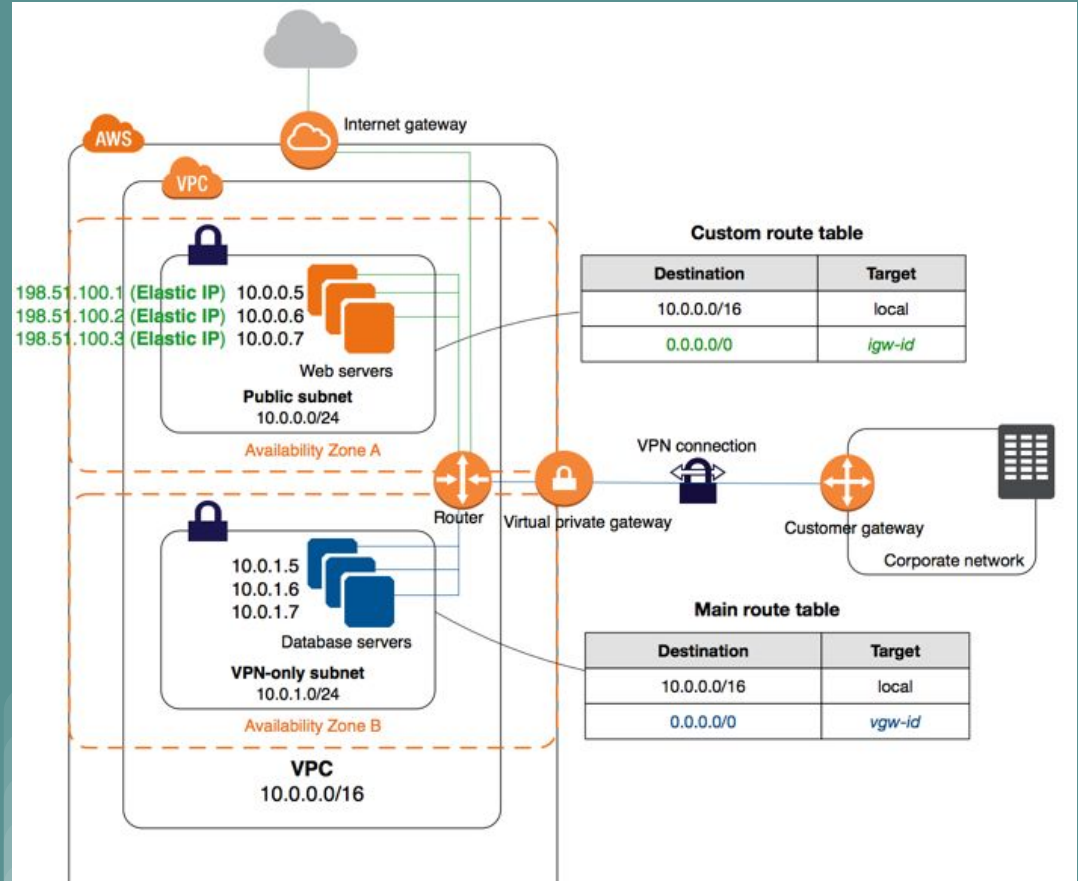 Internet gateway
AWS
VPC
Custom route table
Destination Target
10.0.0.0/16 local
0.0.0.0/0 igw-id
198.51.100.1 (Elastic IP) 10.0.0.5
198.51.100.2 (Elastic IP) 10.0.0.6
198.51.100.3 (Elastic IP) 10.0.0.7
Web servers
Public subnet
10.0.0.0/24
Availability Zone A
VPN connection
Router
Virtual private gateway
Customer gateway
Corporate network
10.0.1.5
10.0.1.6
10.0.1.7
Database servers
VPN-only subnet
10.0.1.0/24
Availability Zone B
Main route table
Destination Target
10.0.0.0/16 local
0.0.0.0/0 vgw-id
VPC
10.0.0.0/16